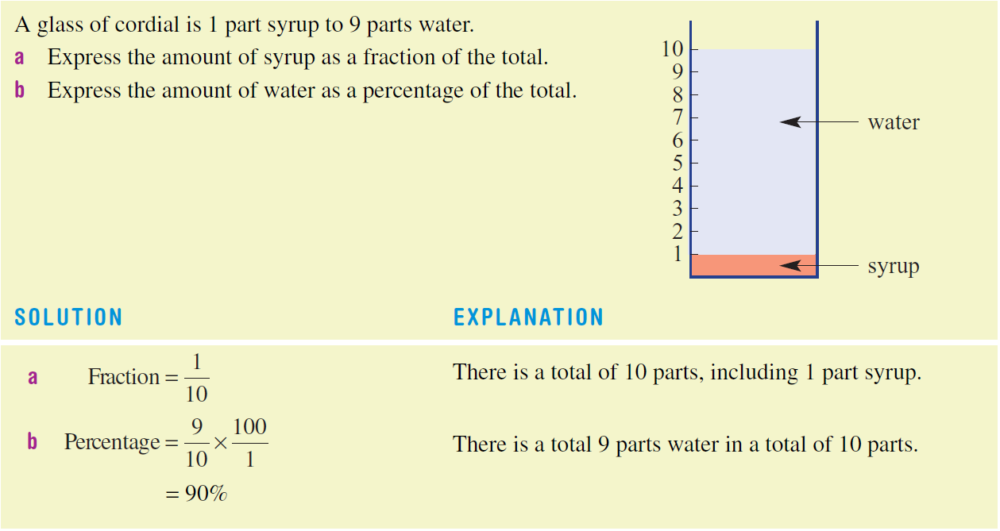 A glass of cordial is 1 part syrup to 9 parts water.
a Express the amount of syrup as a fraction of the total.
b Express the amount of water as a percentage of the total.
10
9
8
7
6
5
4
3
2
1
water
syrup
SOLUTION
EXPLANATION
a Fraction = 1/10
There is a total of 10 parts, including 1 part syrup.
b Percentage = 9/10 × 100/1
= 90%
There is a total 9 parts water in a total of 10 parts.